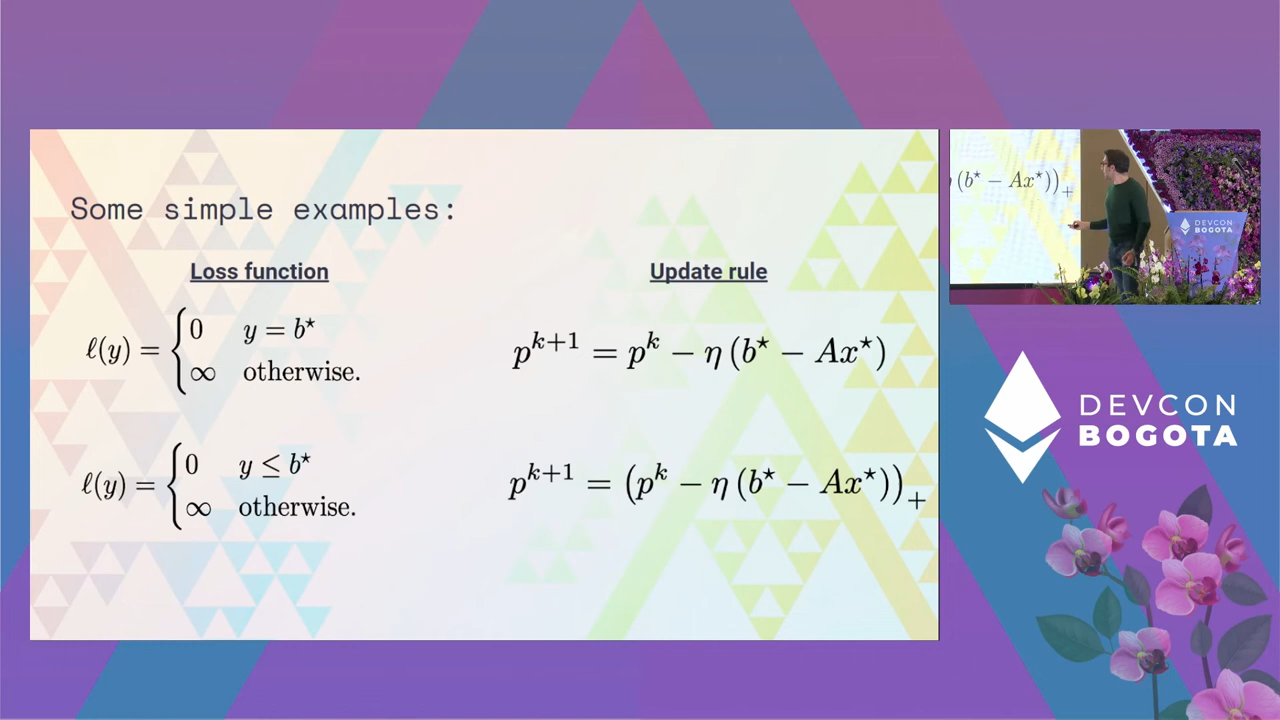 Some simple examples:
Loss function
Update rule
ℓ(y) = { 0 y = b⋆
∞ otherwise.
p^{k+1} = p^k − η (b⋆ − Ax⋆)
ℓ(y) = { 0 y ≤ b⋆
∞ otherwise.
p^{k+1} = (p^k − η (b⋆ − Ax⋆))_+
(b⋆ − Ax⋆))_+
DEVCON
BOGOTA
DEVCON
BOGOTA